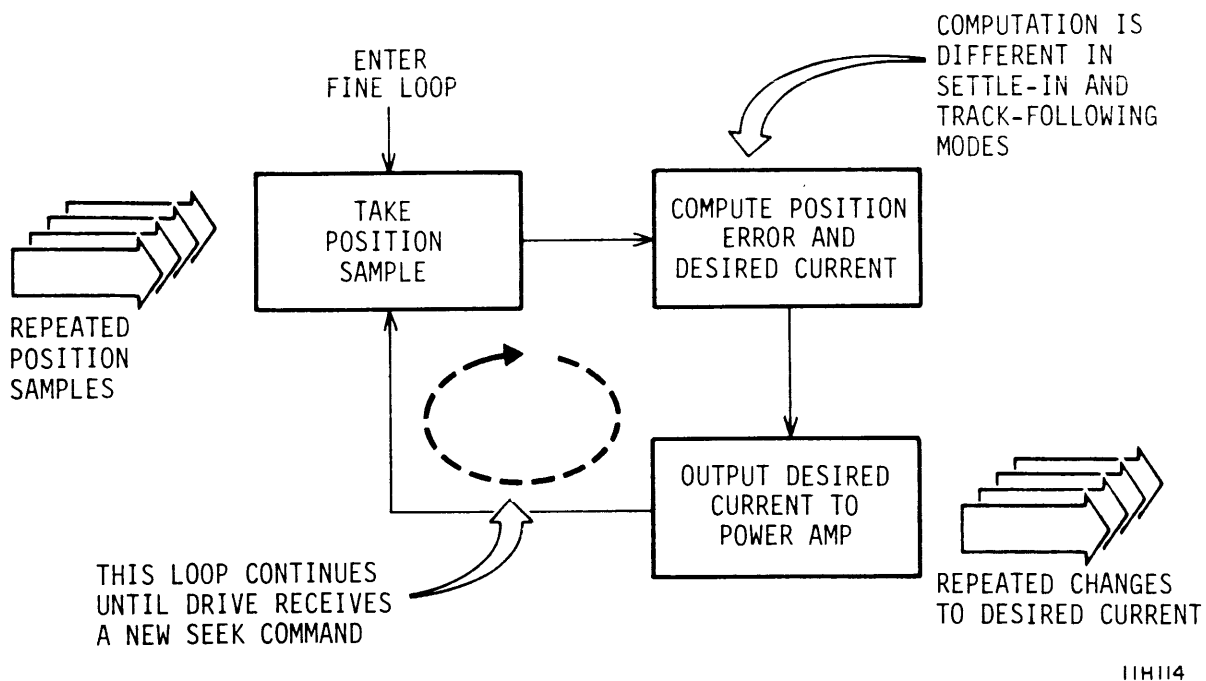 ENTER
FINE LOOP
COMPUTATION IS
DIFFERENT IN
SETTLE-IN AND
TRACK-FOLLOWING
MODES
TAKE
POSITION
SAMPLE
COMPUTE POSITION
ERROR AND
DESIRED CURRENT
REPEATED
POSITION
SAMPLES
OUTPUT DESIRED
CURRENT TO
POWER AMP
THIS LOOP CONTINUES
UNTIL DRIVE RECEIVES
A NEW SEEK COMMAND
REPEATED CHANGES
TO DESIRED CURRENT
11H114